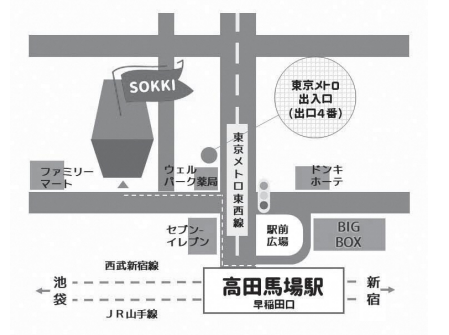 SOKKI
東京メトロ
出入口
(出口4番)
東京メトロ東西線
ファミリー
マート
ウェル
パーク薬局
ドンキ
ホーテ
セブン-
イレブン
駅前
広場
BIG
BOX
西武新宿線
池
袋
高田馬場駅
早稲田口
新
宿
JR山手線